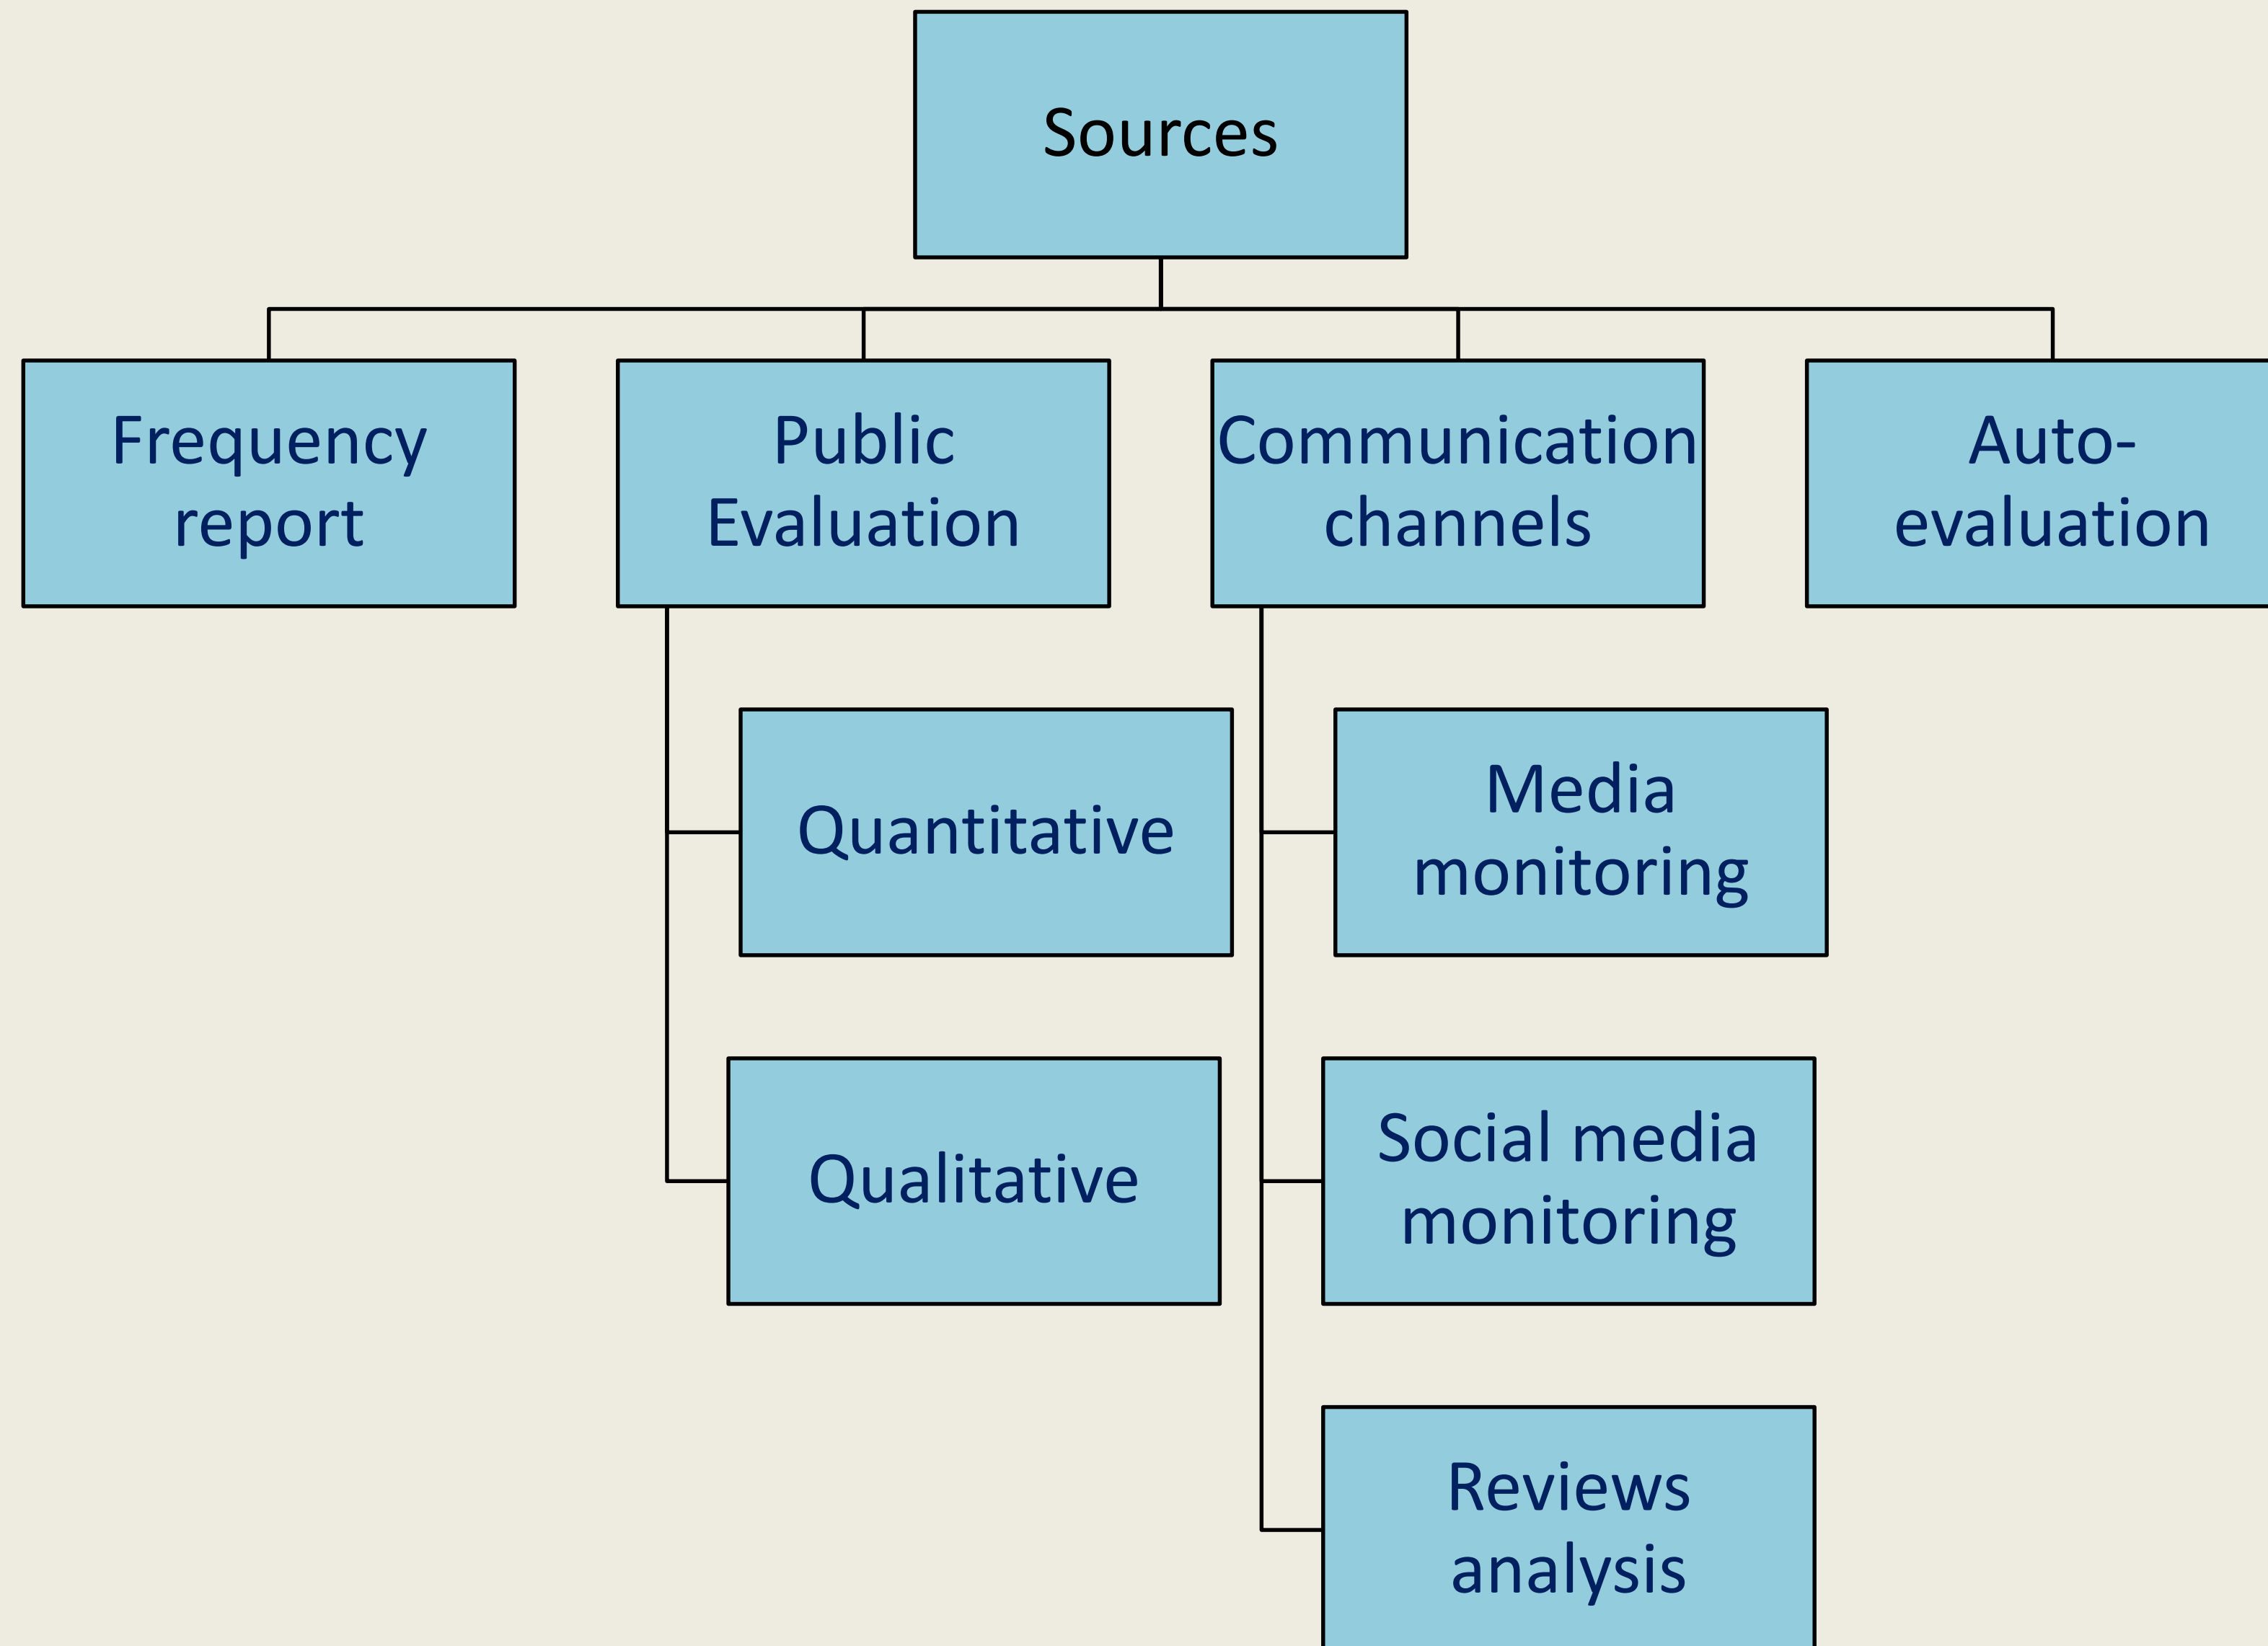 Sources
Frequency
report
Public
Evaluation
Communication
channels
Auto-
evaluation
Quantitative
Media
monitoring
Qualitative
Social media
monitoring
Reviews
analysis